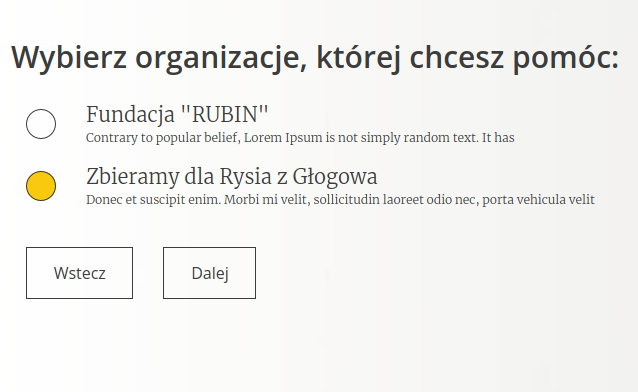 Wybierz organizacje, której chcesz pomóc:
Fundacja "RUBIN"
Contrary to popular belief, Lorem Ipsum is not simply random text. It has
Zbieramy dla Rysia z Głogowa
Donec et suscipit enim. Morbi mi velit, sollicitudin laoreet odio nec, porta vehicula velit
Wstecz Dalej